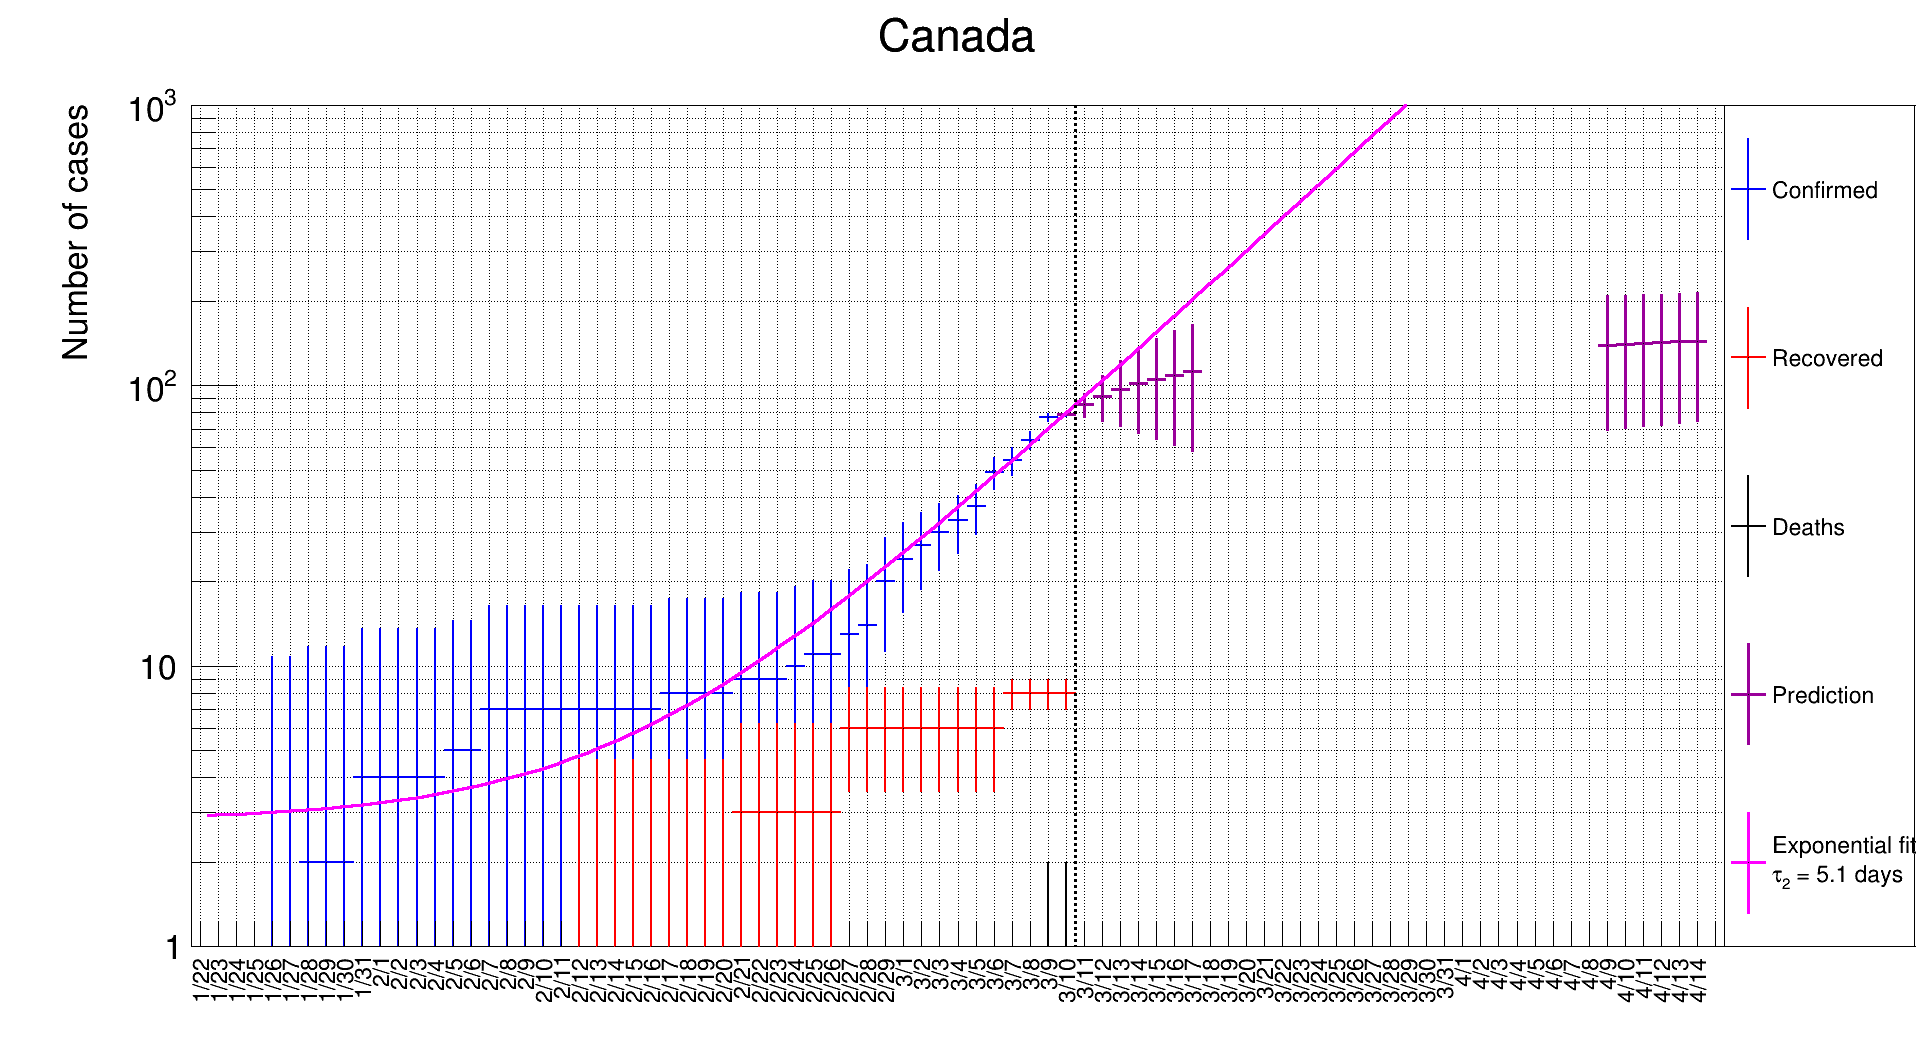 Canada
Number of cases
10³
10²
10
1
1/22 1/23 1/24 1/25 1/26 1/27 1/28 1/29 1/30 1/31 2/1 2/2 2/3 2/4 2/5 2/6 2/7 2/8 2/9 2/10 2/11 2/12 2/13 2/14 2/15 2/16 2/17 2/18 2/19 2/20 2/21 2/22 2/23 2/24 2/25 2/26 2/27 2/28 2/29 3/1 3/2 3/3 3/4 3/5 3/6 3/7 3/8 3/9 3/10 3/11 3/12 3/13 3/14 3/15 3/16 3/17 3/18 3/19 3/20 3/21 3/22 3/23 3/24 3/25 3/26 3/27 3/28 3/29 3/30 3/31 4/1 4/2 4/3 4/4 4/5 4/6 4/7 4/8 4/9 4/10 4/11 4/12 4/13 4/14
Confirmed
Recovered
Deaths
Prediction
Exponential fit
τ₂ = 5.1 days